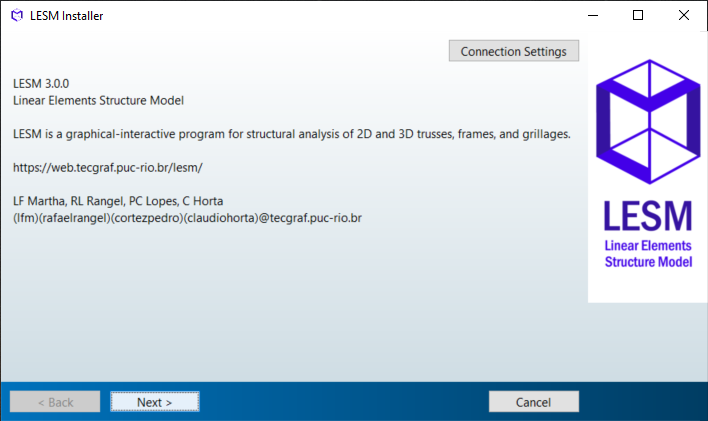 LESM Installer
Connection Settings
LESM 3.0.0
Linear Elements Structure Model
LESM is a graphical-interactive program for structural analysis of 2D and 3D trusses, frames, and grillages.
https://web.tecgraf.puc-rio.br/lesm/
LF Martha, RL Rangel, PC Lopes, C Horta
(lfm)(rafaelrangel)(cortezpedro)(claudiohorta)@tecgraf.puc-rio.br
LESM
Linear Elements
Structure Model
< Back
Next >
Cancel